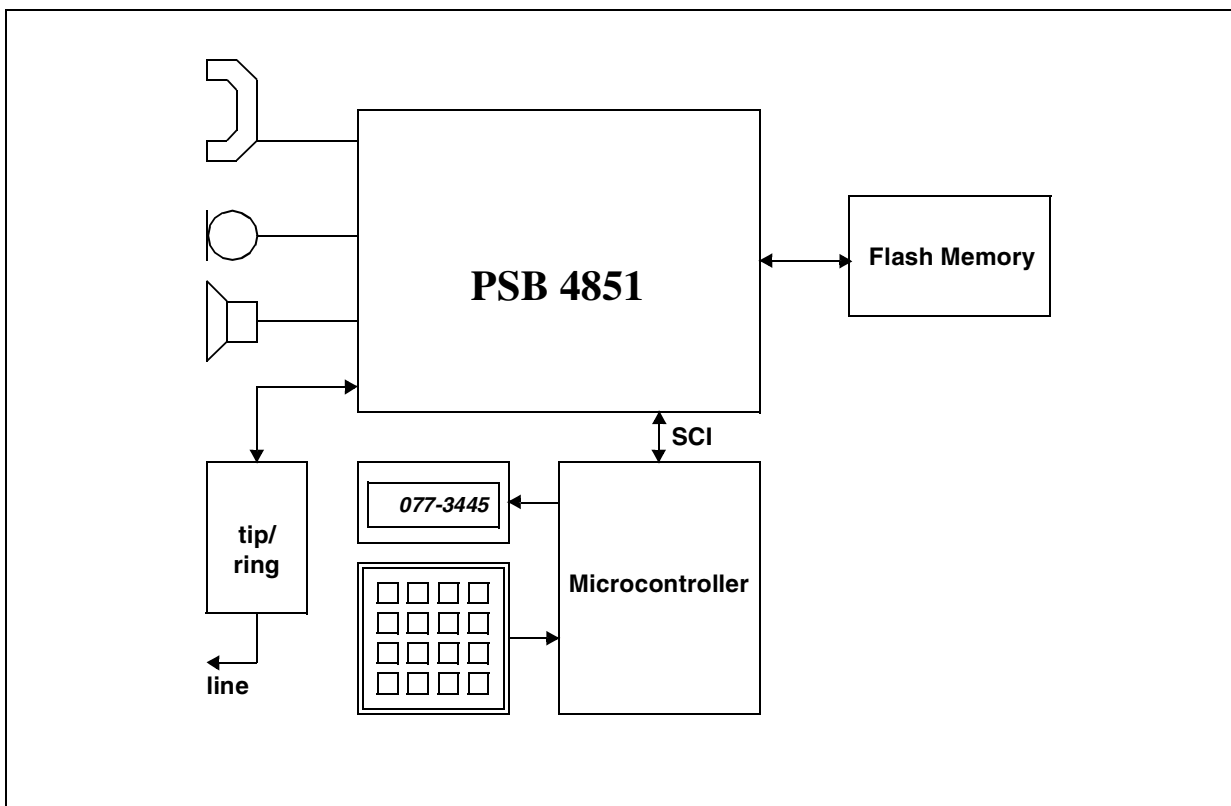 PSB 4851
Flash Memory
SCI
077-3445
tip/
ring
Microcontroller
line